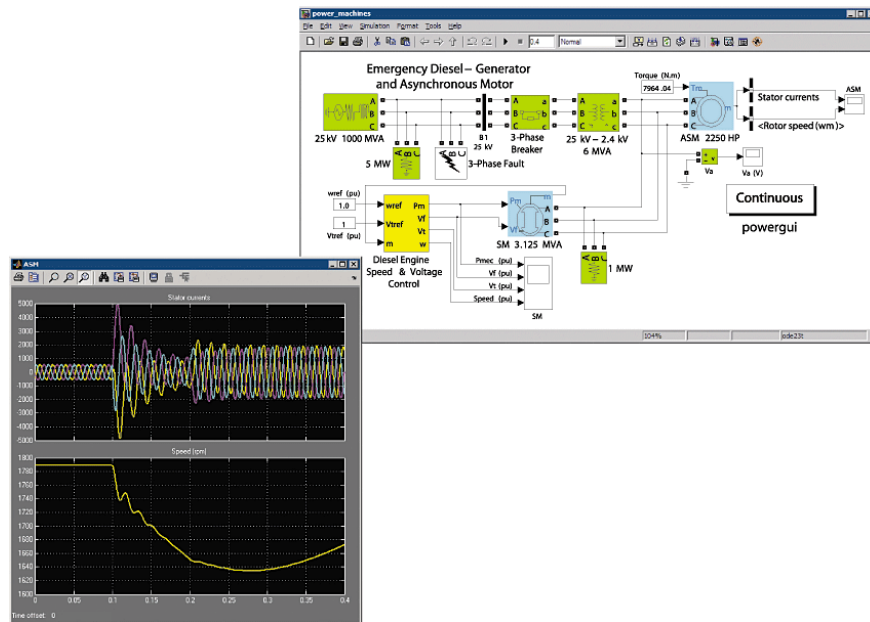 power_machines
File Edit View Simulation Format Tools Help
0.4 Normal
Emergency Diesel – Generator
and Asynchronous Motor
Torque (N.m)
7964 .04
Trq
m
A
B
C
ASM 2250 HP
Stator currents
<Rotor speed (wm )>
ASM
A
B
C
25 kV 1000 MVA
A B C
5 MW
A B C
3-Phase Fault
B1
25 kV
A a
B b
C c
3-Phase
Breaker
A a
B b
C c
25 kV – 2.4 kV
6 MVA
+
-
v
Va
Va (V)
Continuous
powergui
wref (pu)
1.0
1
Vtref (pu)
wref
Vtref
m
Pm
Vf
Vt
w
Diesel Engine
Speed & Voltage
Control
Pm
Vf_
m
A
B
C
SM 3.125 MVA
A B C
1 MW
Pmec (pu)
Vf (pu)
Vt (pu)
Speed (pu)
SM
104%
ode23t
ASM
Stator currents
5000
4000
3000
2000
1000
0
-1000
-2000
-3000
-4000
-5000
Speed (rpm)
1800
1780
1760
1740
1720
1700
1680
1660
1640
1620
1600
0 0.05 0.1 0.15 0.2 0.25 0.3 0.35 0.4
Time offset: 0